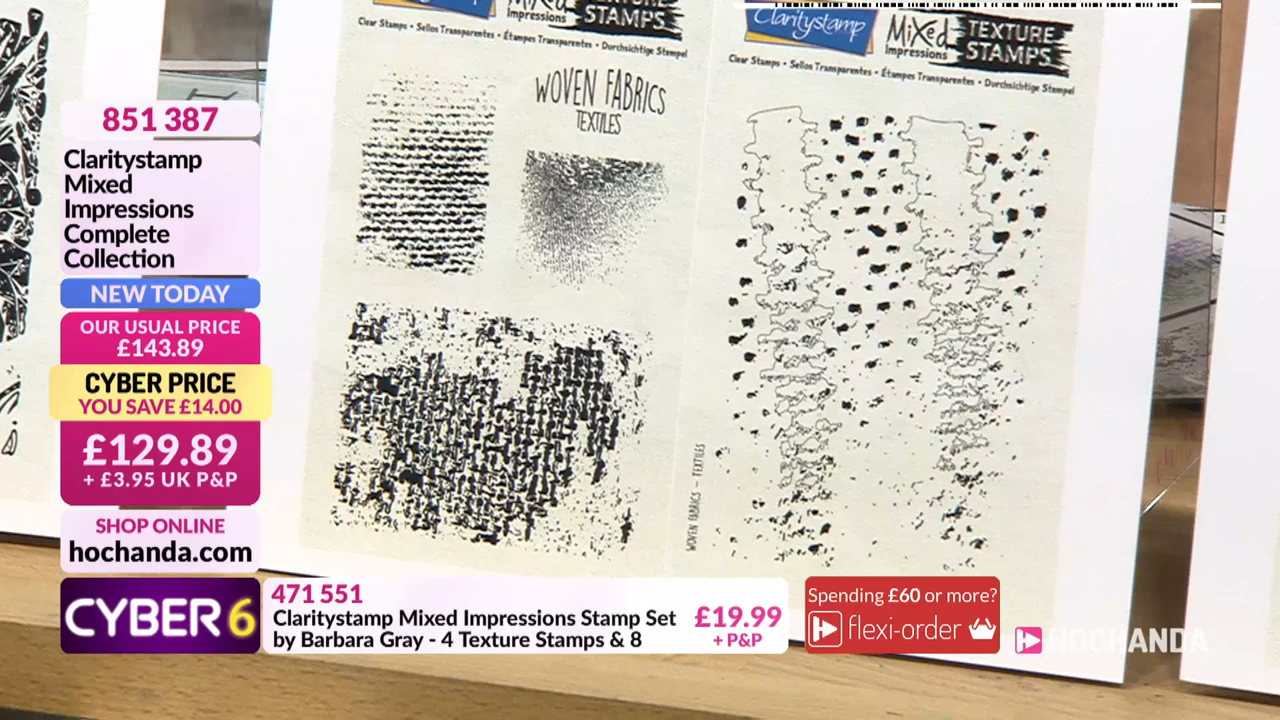 Claritystamp
Mixed
Impressions
TEXTURE
STAMPS
Clear Stamps • Sellos Transparentes • Étampes Transparentes • Durchsichtige Stempel
WOVEN FABRICS
TEXTILES
Claritystamp
Mixed
Impressions
TEXTURE
STAMPS
Clear Stamps • Sellos Transparentes • Étampes Transparentes • Durchsichtige Stempel
WOVEN FABRICS - TEXTILES
851 387
Claritystamp
Mixed
Impressions
Complete
Collection
NEW TODAY
OUR USUAL PRICE
£143.89
CYBER PRICE
YOU SAVE £14.00
£129.89
+ £3.95 UK P&P
SHOP ONLINE
hochanda.com
CYBER 6
471 551
Claritystamp Mixed Impressions Stamp Set
by Barbara Gray - 4 Texture Stamps & 8
£19.99
+ P&P
Spending £60 or more?
flexi-order
HOCHANDA